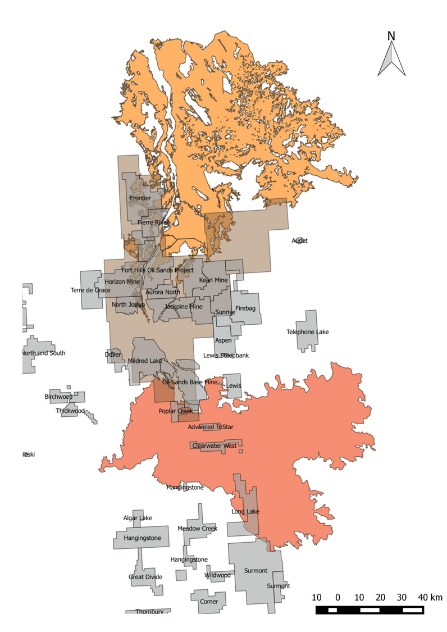 N
Frontier
Pierre River
Audet
Fort Hills Oil Sands Project
Horizon Mine
Kearl Mine
Terre de Grace
Aurora North
North Joslyn
Jackpine Mine
Sunrise
Firebag
Telephone Lake
Aspen
North and South
Dover
Lewis Steepbank
Mildred Lake
Oil Sands Base Mine
Lewis
Birchwood
Thickwood
Poplar Creek
Advanced TriStar
Clearwater West
Hangingstone
Long Lake
Algar Lake
Meadow Creek
Hangingstone
Hangingstone
Great Divide
Wildwood
Surmont
Surmont
Corner
Thornbury
10 0 10 20 30 40 km